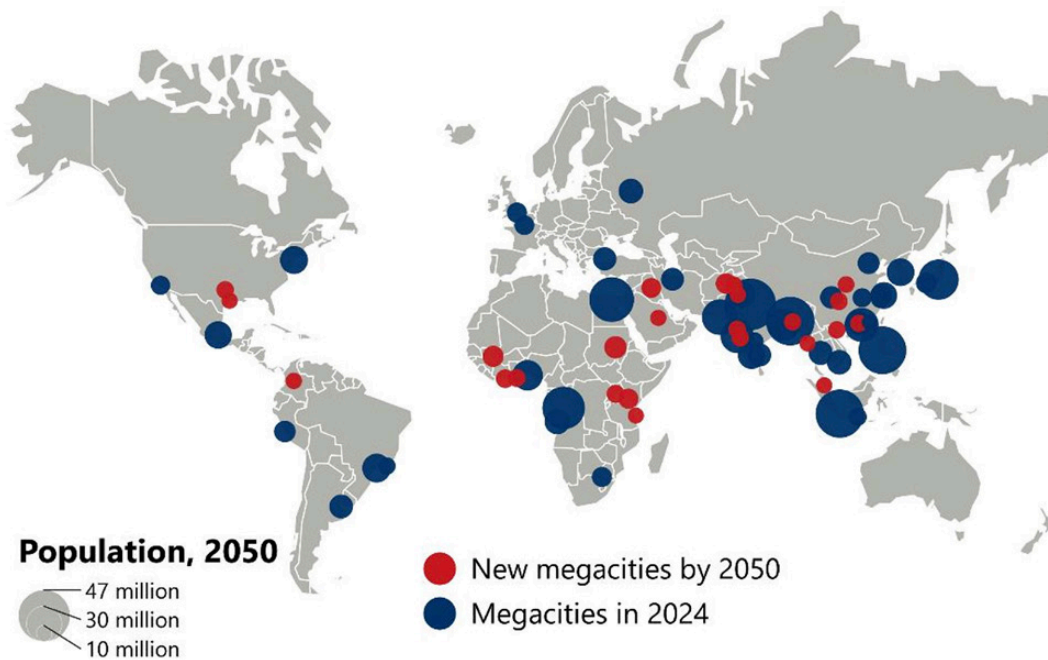 Population, 2050
47 million
30 million
10 million
New megacities by 2050
Megacities in 2024